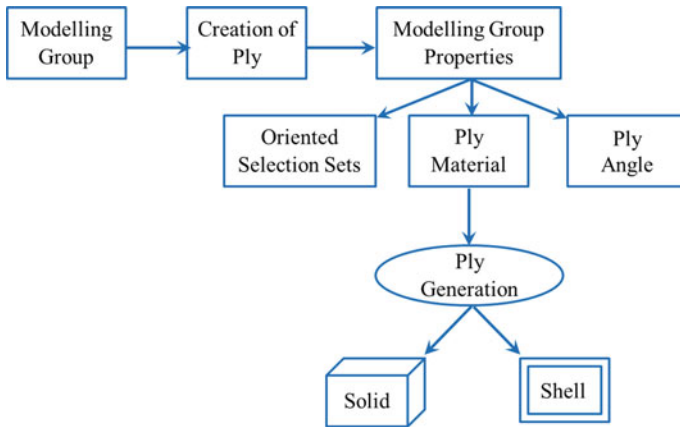 Modelling
Group
Creation of
Ply
Modelling Group
Properties
Oriented
Selection Sets
Ply
Material
Ply
Angle
Ply
Generation
Solid
Shell